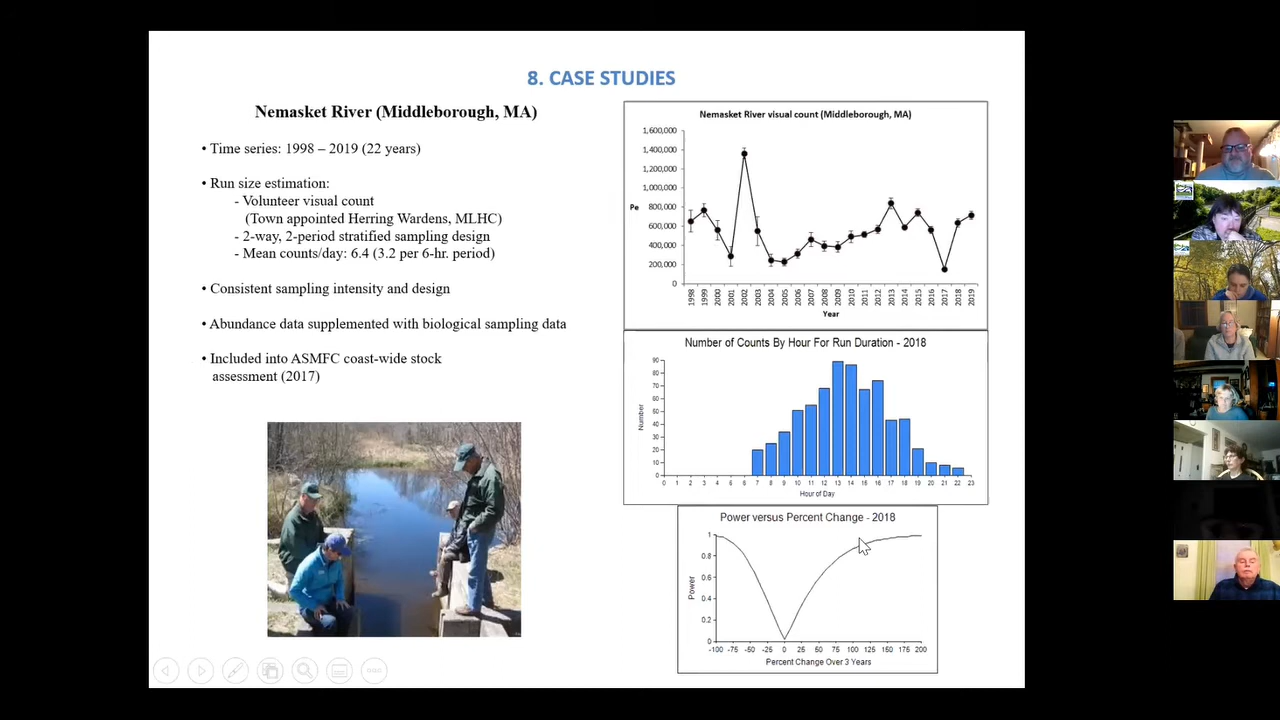 8. CASE STUDIES
Nemasket River (Middleborough, MA)
• Time series: 1998 – 2019 (22 years)
• Run size estimation:
- Volunteer visual count
(Town appointed Herring Wardens, MLHC)
- 2-way, 2-period stratified sampling design
- Mean counts/day: 6.4 (3.2 per 6-hr. period)
• Consistent sampling intensity and design
• Abundance data supplemented with biological sampling data
• Included into ASMFC coast-wide stock
assessment (2017)
Nemasket River visual count (Middleborough, MA)
1,600,000
1,400,000
1,200,000
1,000,000
Pe 800,000
600,000
400,000
200,000
0
1998 1999 2000 2001 2002 2003 2004 2005 2006 2007 2008 2009 2010 2011 2012 2013 2014 2015 2016 2017 2018 2019
Year
Number of Counts By Hour For Run Duration - 2018
90
80
70
60
50
40
30
20
10
0
Number
0 1 2 3 4 5 6 7 8 9 10 11 12 13 14 15 16 17 18 19 20 21 22 23
Hour of Day
Power versus Percent Change - 2018
1
0.8
0.6
0.4
0.2
0
Power
-100 -75 -50 -25 0 25 50 75 100 125 150 175 200
Percent Change Over 3 Years